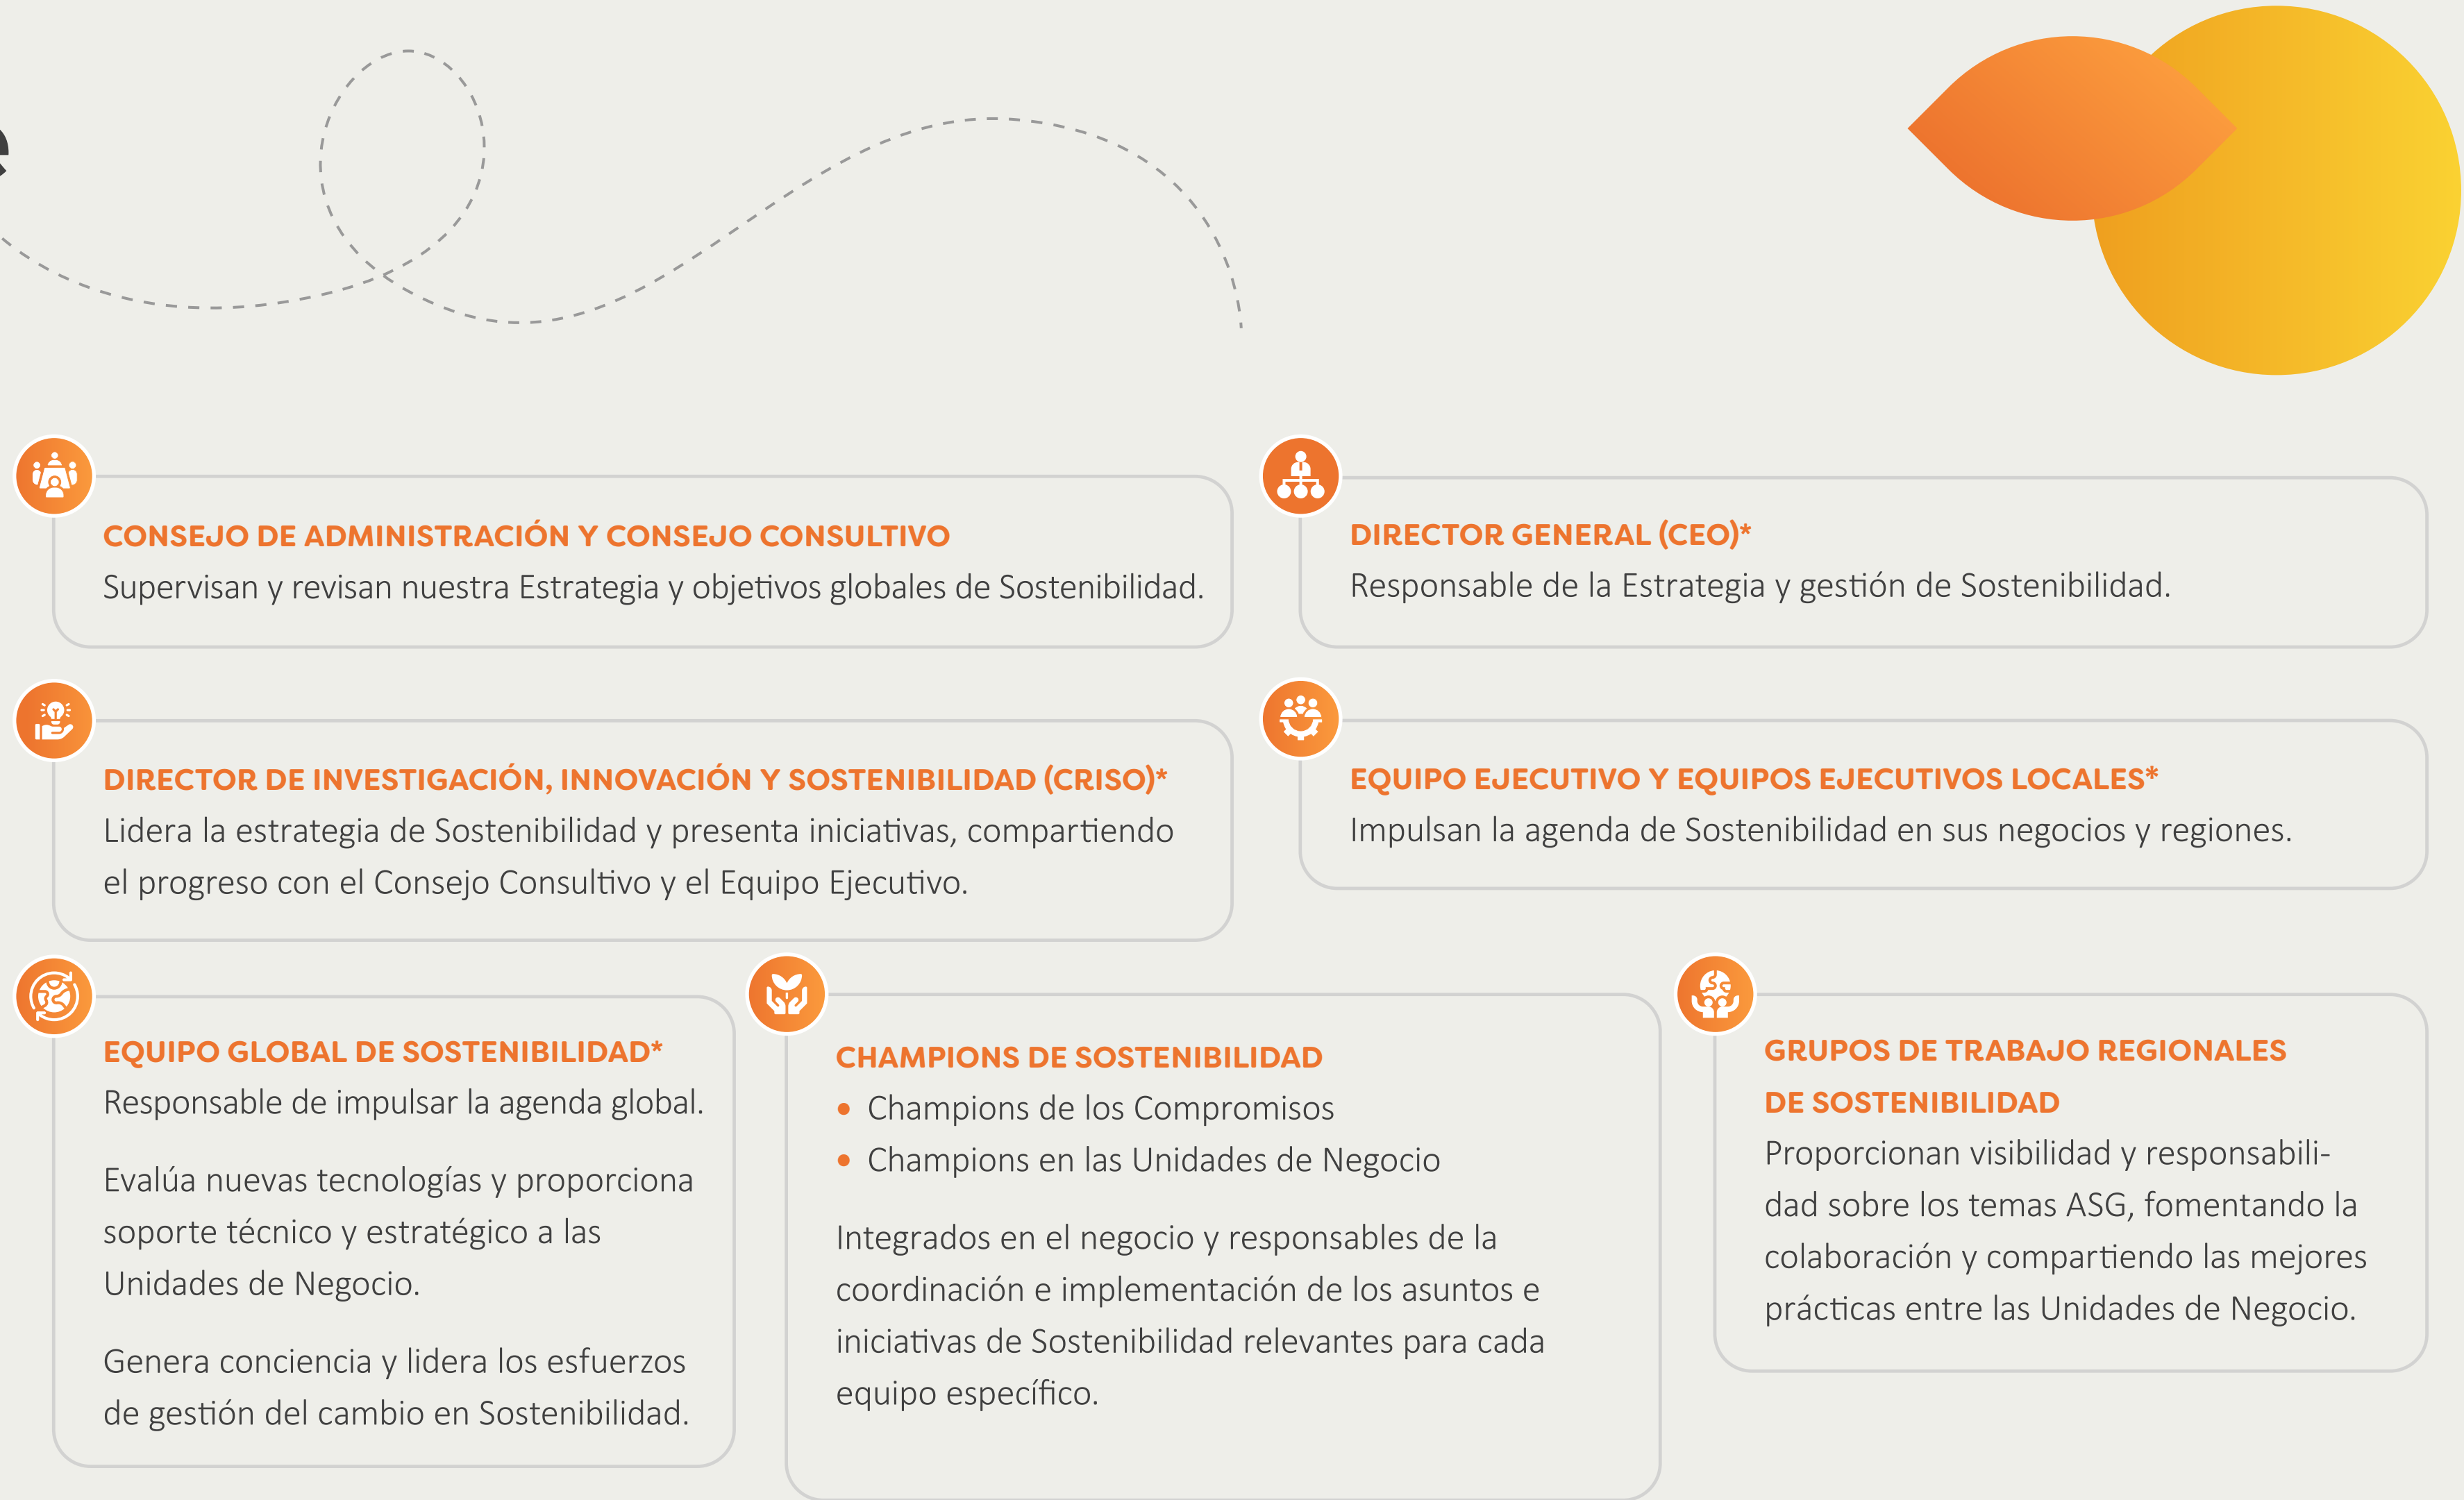 e
CONSEJO DE ADMINISTRACIÓN Y CONSEJO CONSULTIVO
Supervisan y revisan nuestra Estrategia y objetivos globales de Sostenibilidad.
DIRECTOR GENERAL (CEO)*
Responsable de la Estrategia y gestión de Sostenibilidad.
DIRECTOR DE INVESTIGACIÓN, INNOVACIÓN Y SOSTENIBILIDAD (CRISO)*
Lidera la estrategia de Sostenibilidad y presenta iniciativas, compartiendo
el progreso con el Consejo Consultivo y el Equipo Ejecutivo.
EQUIPO EJECUTIVO Y EQUIPOS EJECUTIVOS LOCALES*
Impulsan la agenda de Sostenibilidad en sus negocios y regiones.
EQUIPO GLOBAL DE SOSTENIBILIDAD*
Responsable de impulsar la agenda global.
Evalúa nuevas tecnologías y proporciona
soporte técnico y estratégico a las
Unidades de Negocio.
Genera conciencia y lidera los esfuerzos
de gestión del cambio en Sostenibilidad.
CHAMPIONS DE SOSTENIBILIDAD
• Champions de los Compromisos
• Champions en las Unidades de Negocio
Integrados en el negocio y responsables de la
coordinación e implementación de los asuntos e
iniciativas de Sostenibilidad relevantes para cada
equipo específico.
GRUPOS DE TRABAJO REGIONALES
DE SOSTENIBILIDAD
Proporcionan visibilidad y responsabili-
dad sobre los temas ASG, fomentando la
colaboración y compartiendo las mejores
prácticas entre las Unidades de Negocio.